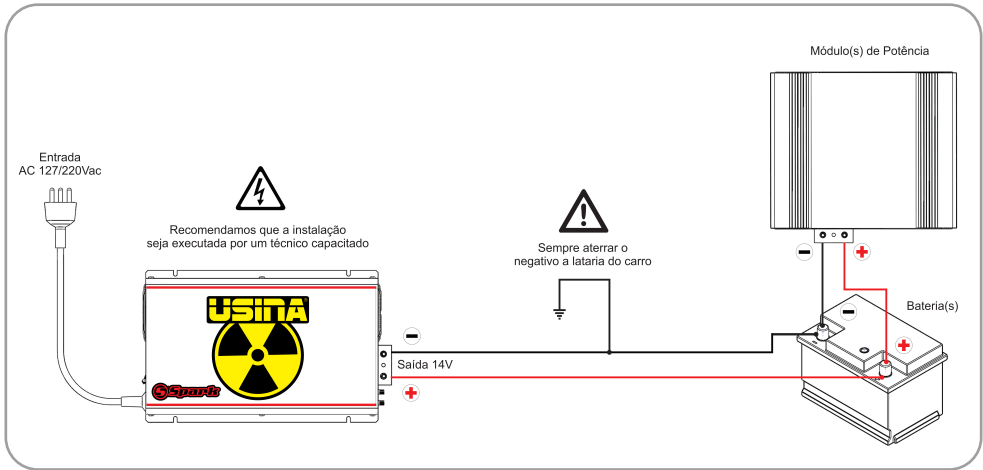 Módulo(s) de Potência
Entrada
AC 127/220Vac
Recomendamos que a instalação
seja executada por um técnico capacitado
Sempre aterrar o
negativo a lataria do carro
Bateria(s)
USINA
Spark
Saída 14V